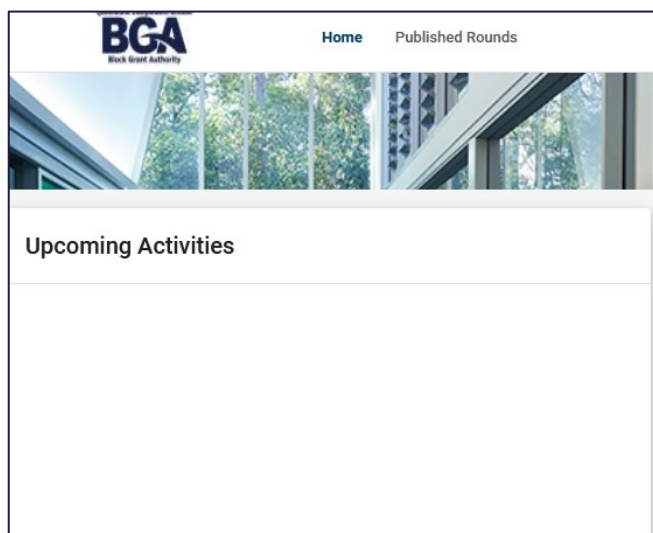 BGA
Block Grant Authority
Home Published Rounds
Upcoming Activities